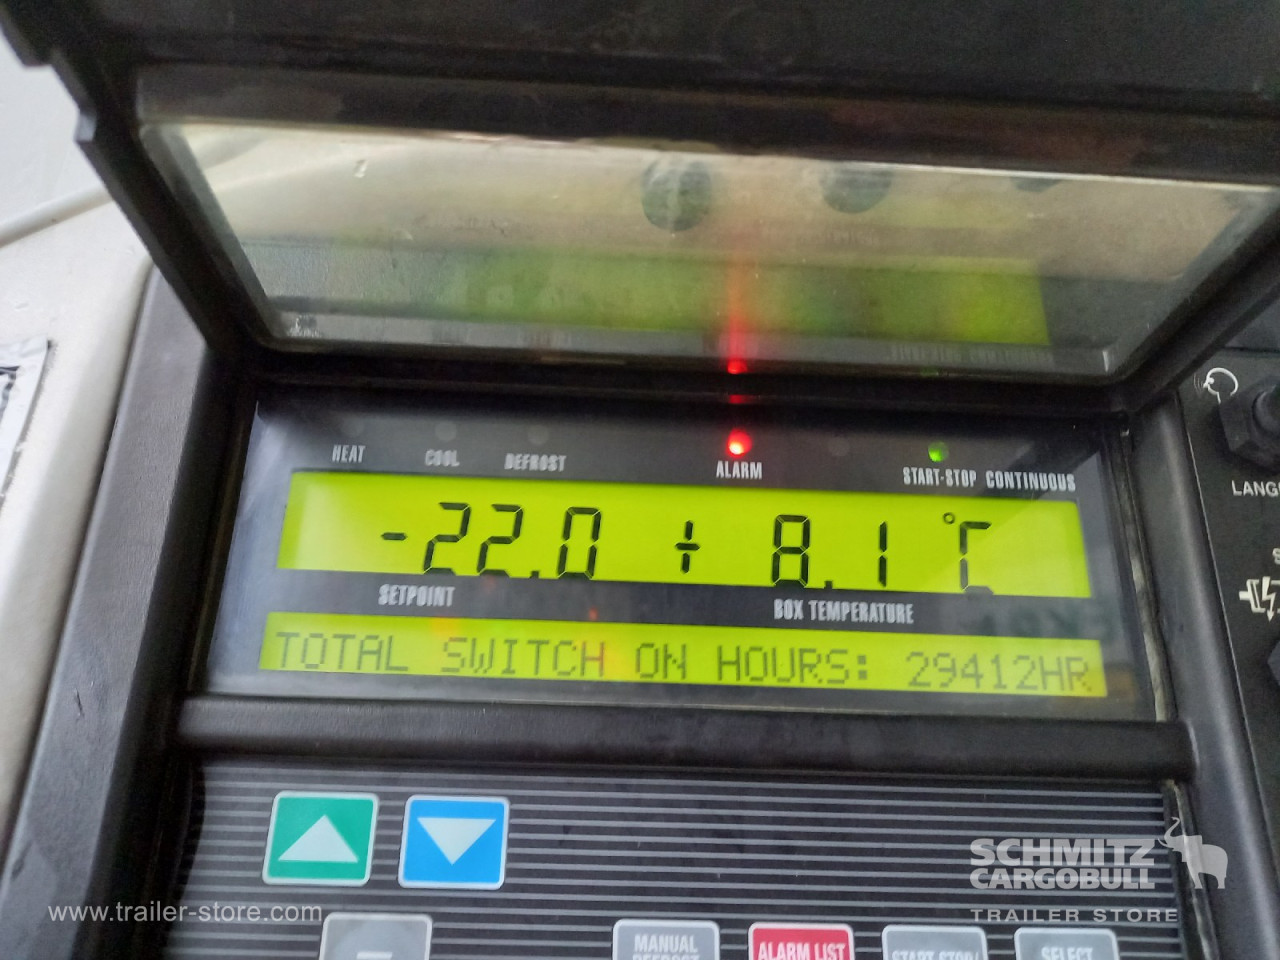 HEAT COOL DEFROST ALARM START-STOP CONTINUOUS
-22.0 + 8.1 °C
SETPOINT BOX TEMPERATURE
TOTAL SWITCH ON HOURS: 29412HR
SCHMITZ
CARGOBULL
www.trailer-store.com
TRAILER STORE
MANUAL
DEFROST
ALARM LIST
START-STOP/
SELECT